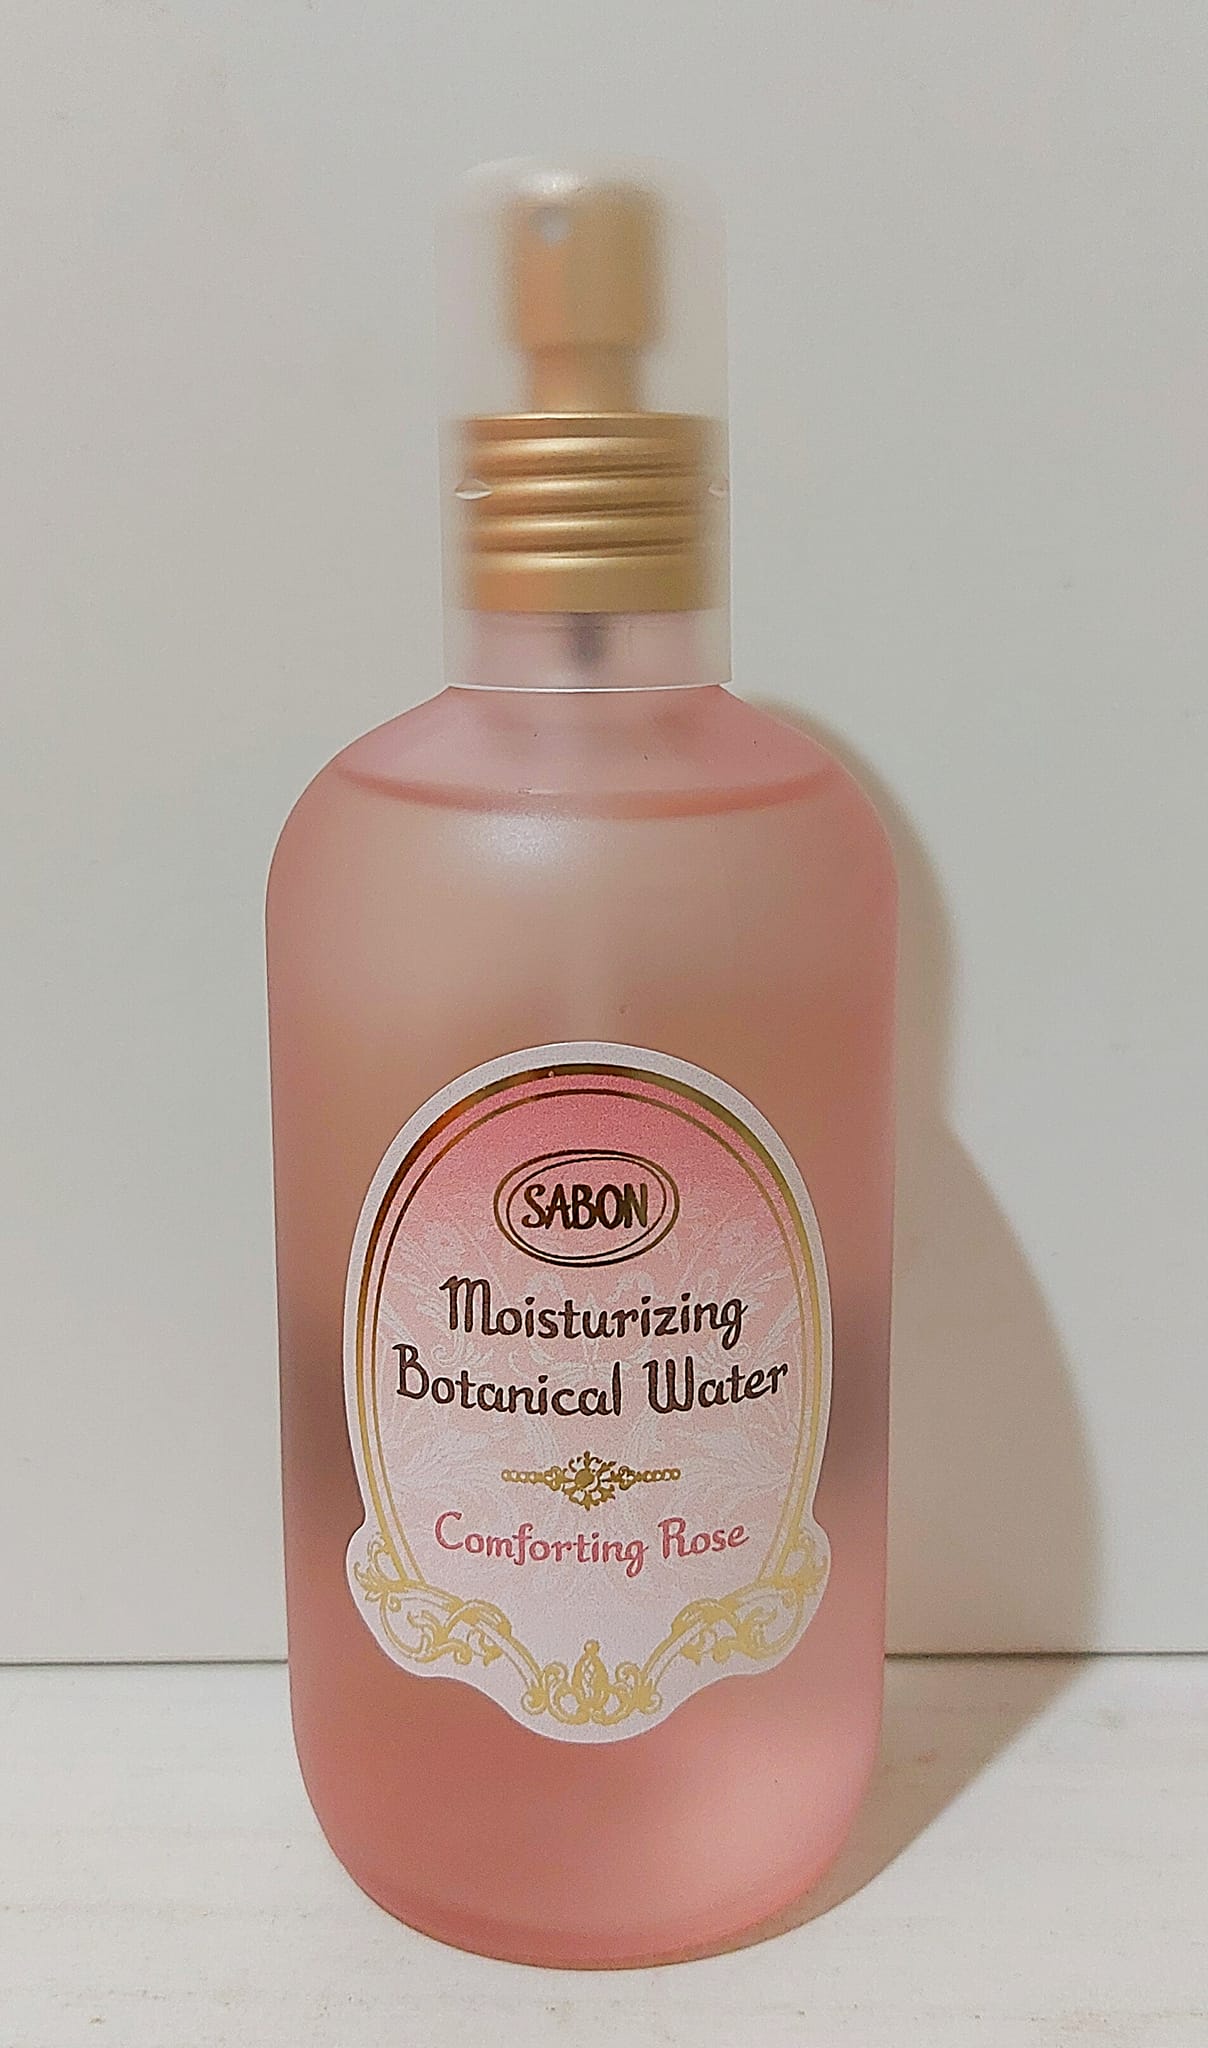 SABON
Moisturizing
Botanical Water
Comforting Rose